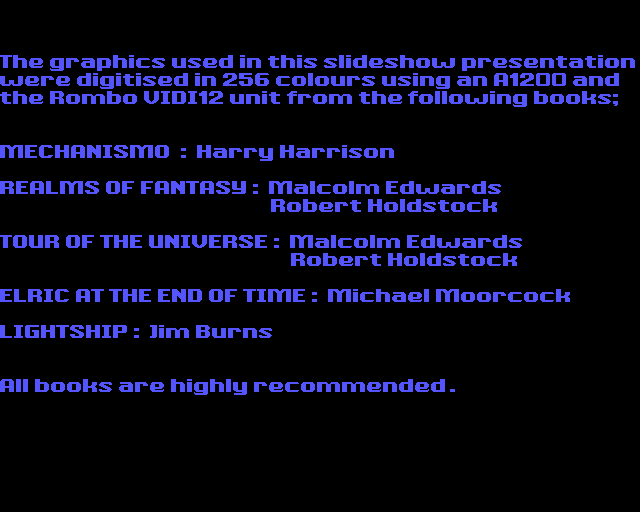 The graphics used in this slideshow presentation
were digitised in 256 colours using an A1200 and
the Rombo VIDI12 unit from the following books;
MECHANISMO : Harry Harrison
REALMS OF FANTASY : Malcolm Edwards
Robert Holdstock
TOUR OF THE UNIVERSE : Malcolm Edwards
Robert Holdstock
ELRIC AT THE END OF TIME : Michael Moorcock
LIGHTSHIP : Jim Burns
All books are highly recommended.